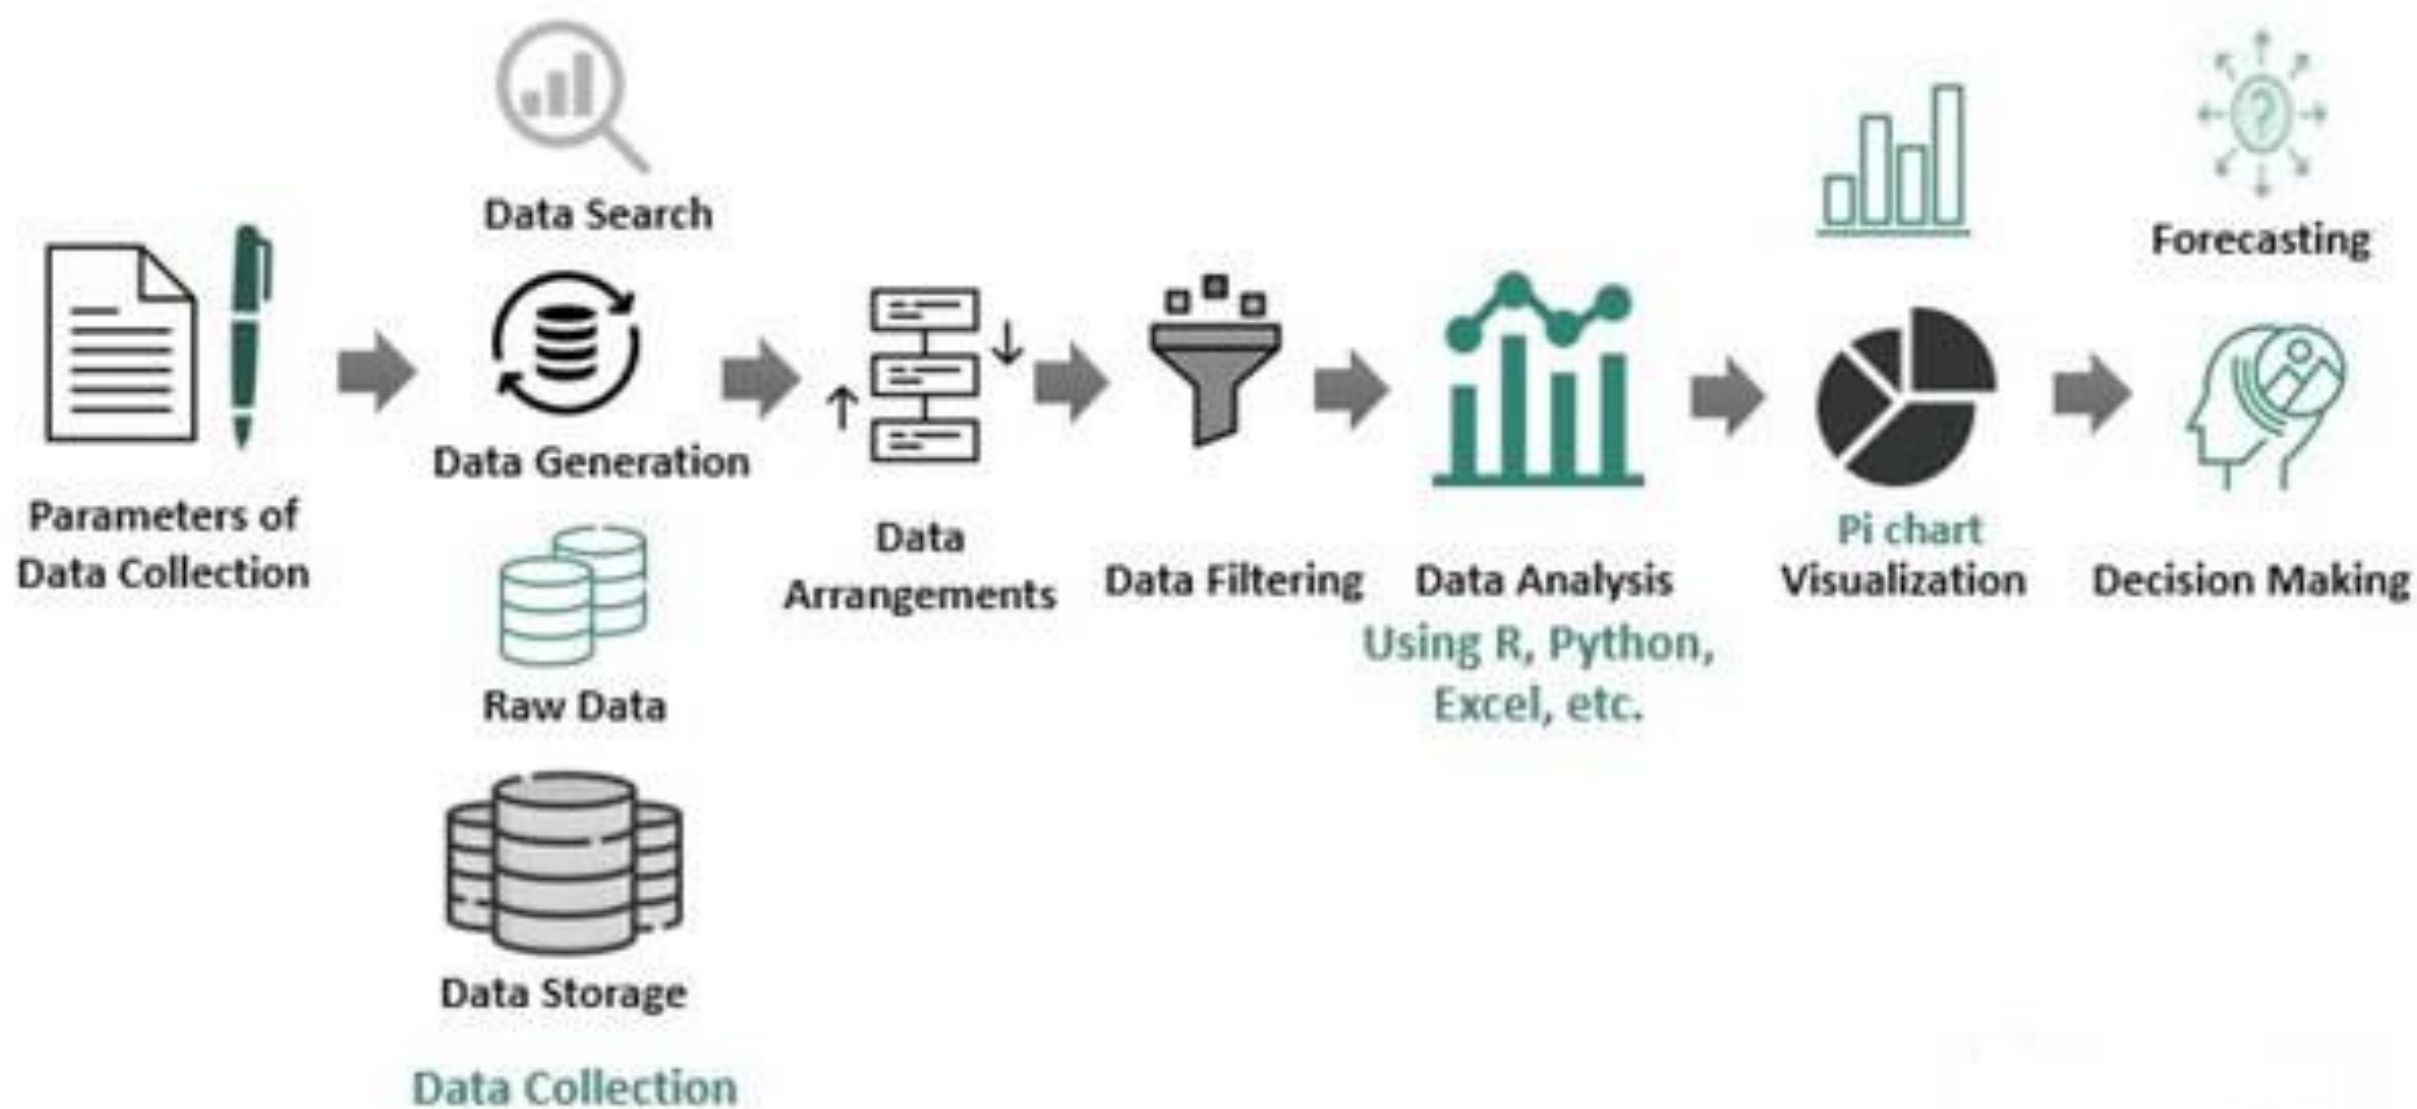 Parameters of
Data Collection
Data Search
Data Generation
Raw Data
Data Storage
Data Collection
Data
Arrangements
Data Filtering
Data Analysis
Using R, Python,
Excel, etc.
Pi chart
Visualization
?
Forecasting
Decision Making